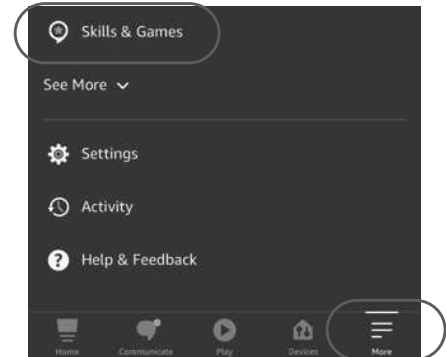 Skills & Games
See More
Settings
Activity
Help & Feedback
Home Communicate Play Devices More